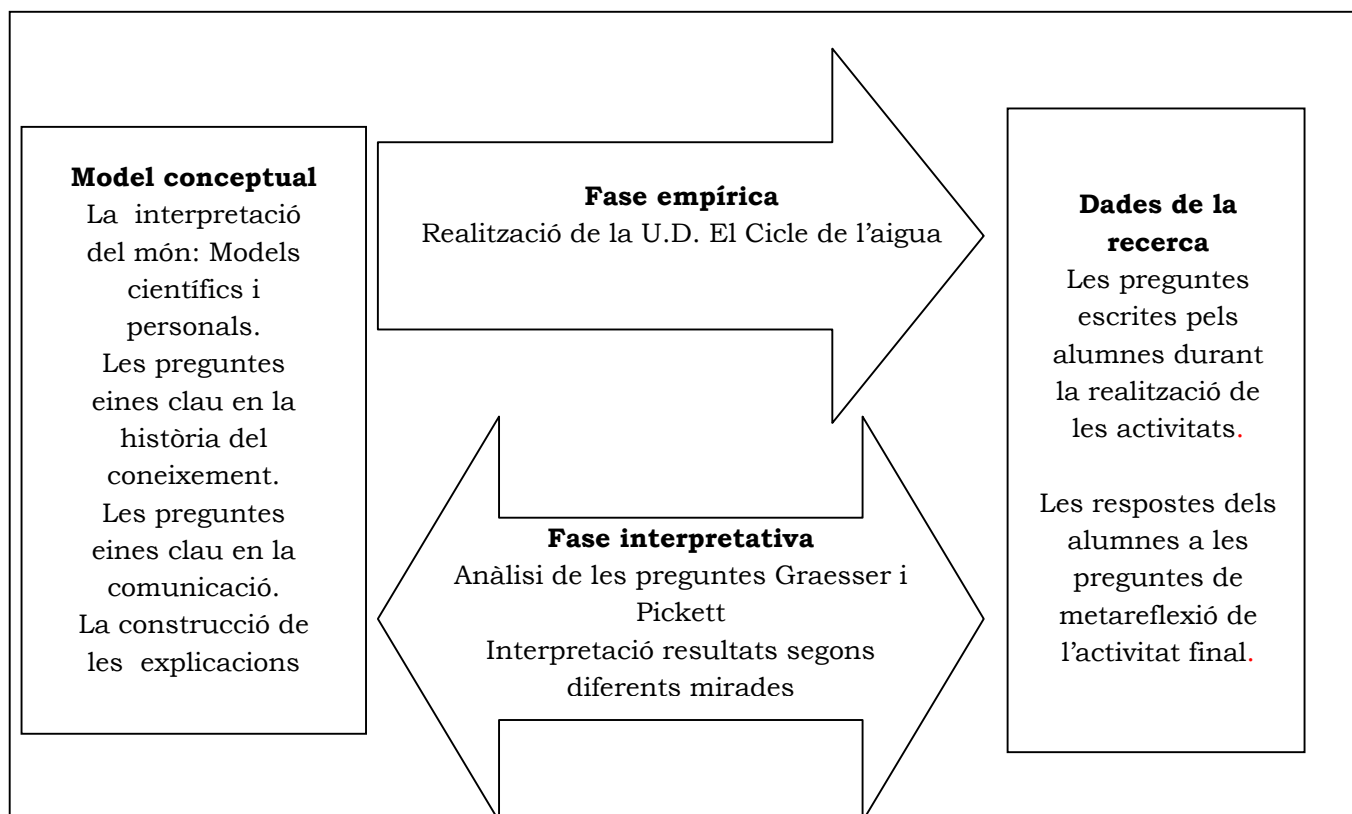 Model conceptual
La interpretació
del món: Models
científics i
personals.
Les preguntes
eines clau en la
història del
coneixement.
Les preguntes
eines clau en la
comunicació.
La construcció de
les explicacions
Fase empírica
Realització de la U.D. El Cicle de l’aigua
Fase interpretativa
Anàlisi de les preguntes Graesser i
Pickett
Interpretació resultats segons
diferents mirades
Dades de la
recerca
Les preguntes
escrites pels
alumnes durant
la realització de
les activitats.
Les respostes dels
alumnes a les
preguntes de
metareflexió de
l’activitat final.